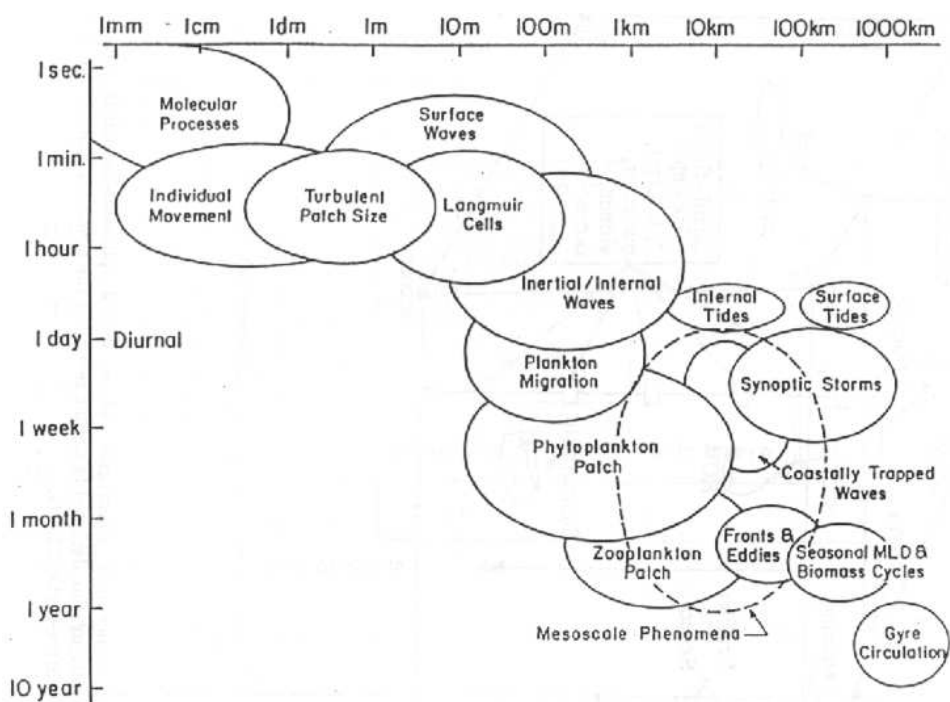 1mm 1cm 1dm 1m 10m 100m 1km 10km 100km 1000km
1 sec.
Molecular
Processes
Surface
Waves
1 min.
Individual
Movement
Turbulent
Patch Size
Langmuir
Cells
1 hour
Inertial/Internal
Waves
Internal
Tides
Surface
Tides
1 day
Diurnal
Plankton
Migration
Synoptic Storms
1 week
Phytoplankton
Patch
Coastally Trapped
Waves
1 month
Zooplankton
Patch
Fronts &
Eddies
Seasonal MLD &
Biomass Cycles
1 year
Mesoscale Phenomena
Gyre
Circulation
10 year